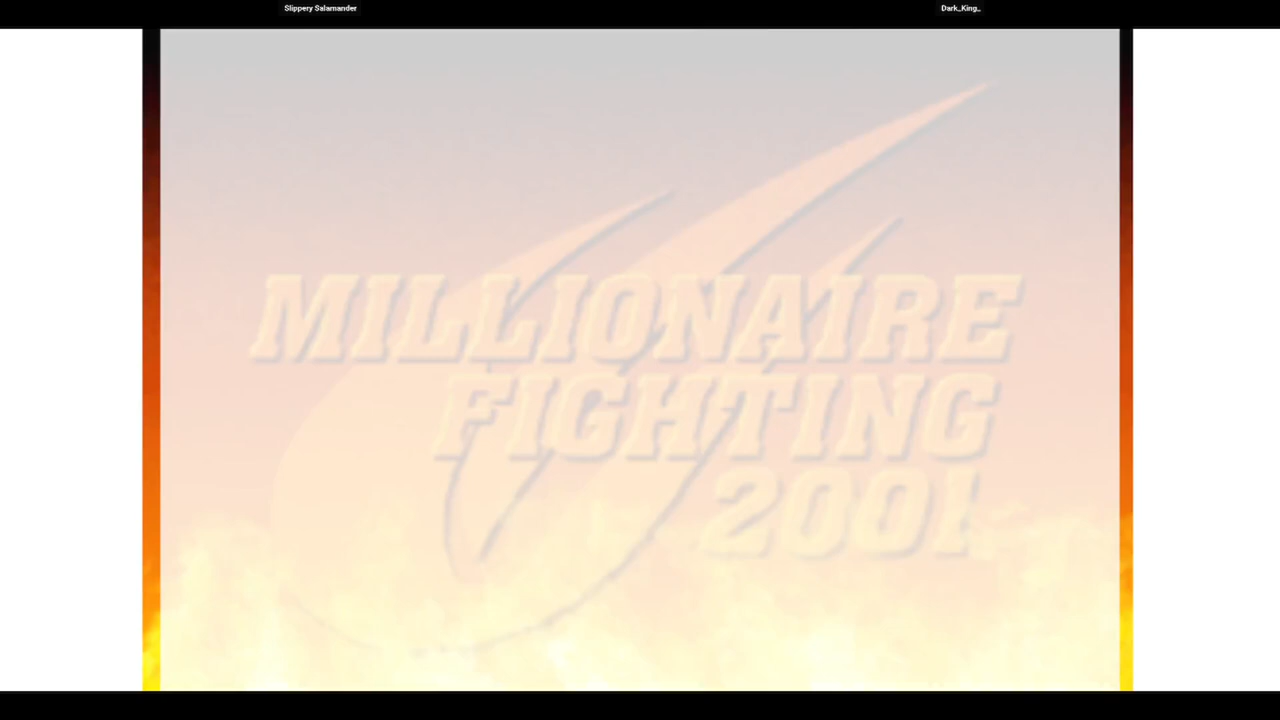 Slippery Salamander
Dark_King_
MILLIONAIRE
FIGHTING
2001